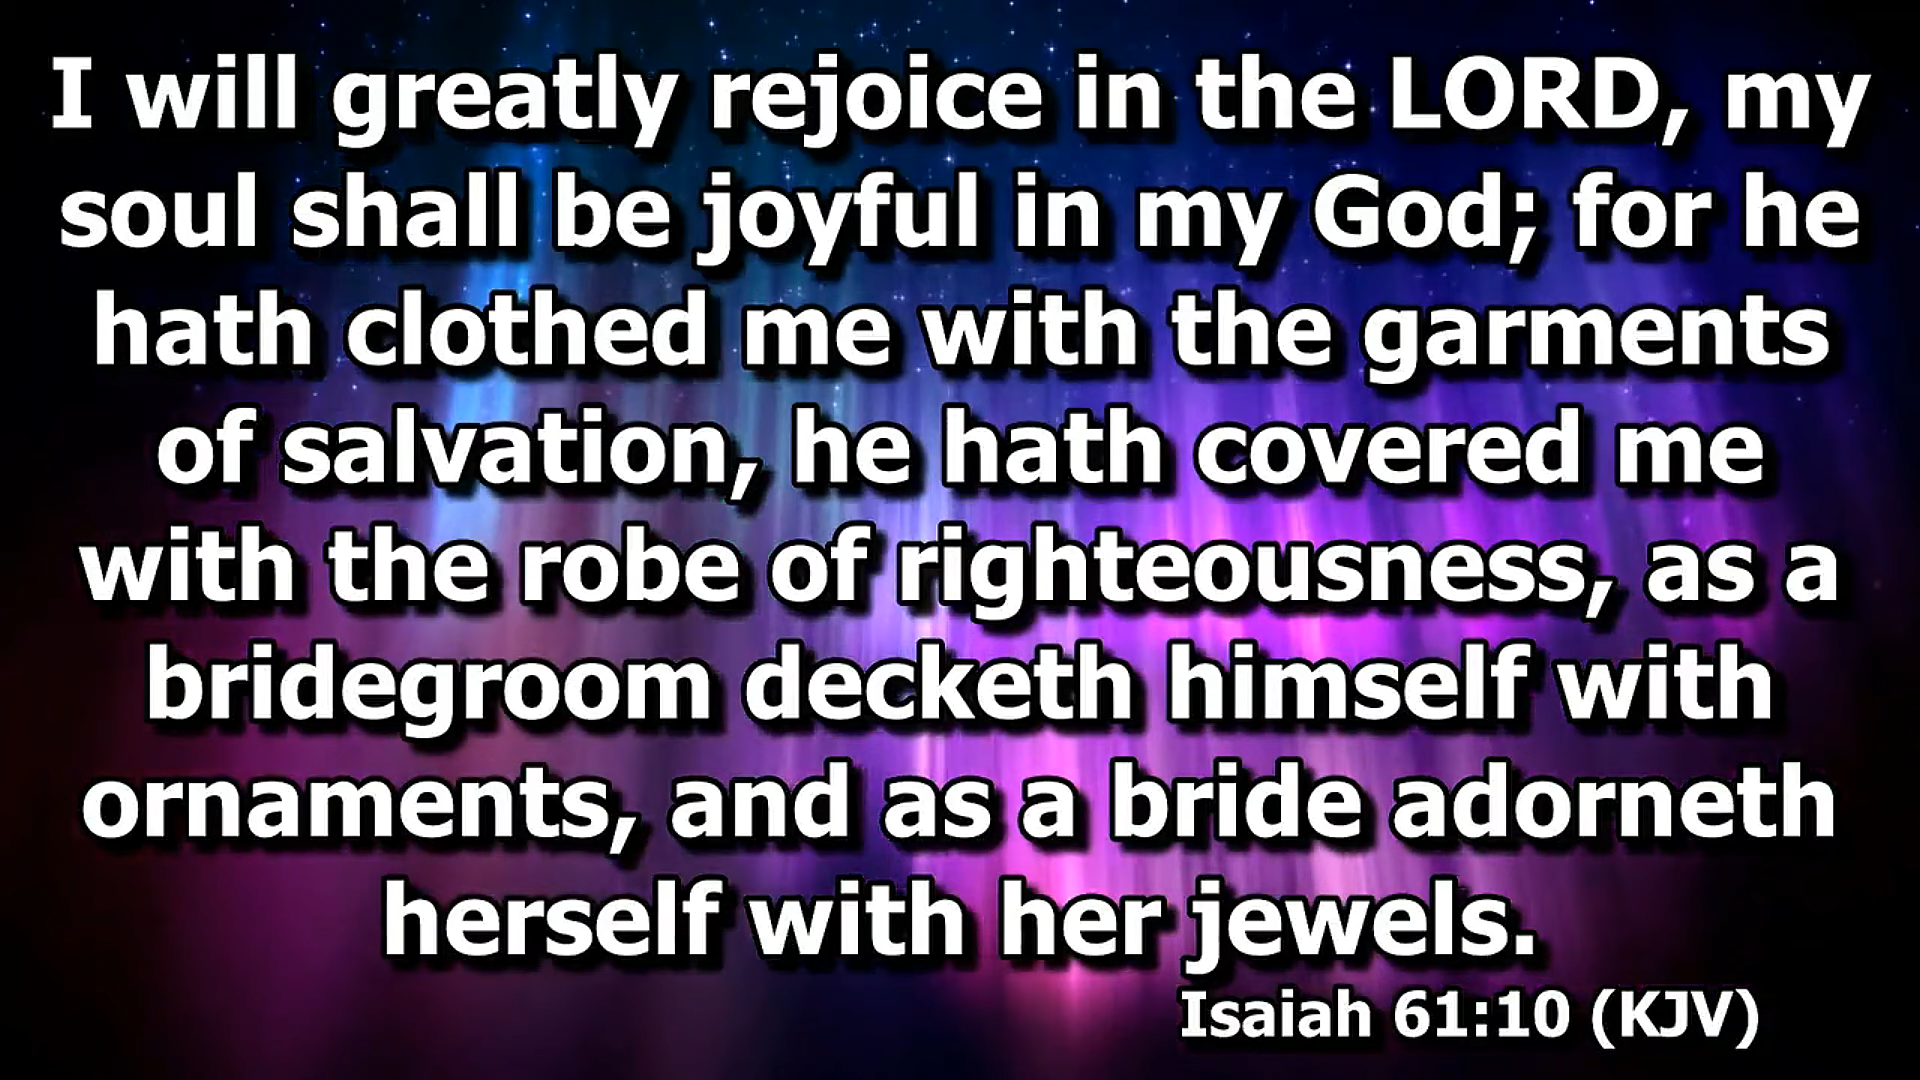 I will greatly rejoice in the LORD, my
soul shall be joyful in my God; for he
hath clothed me with the garments
of salvation, he hath covered me
with the robe of righteousness, as a
bridegroom decketh himself with
ornaments, and as a bride adorneth
herself with her jewels.
Isaiah 61:10 (KJV)